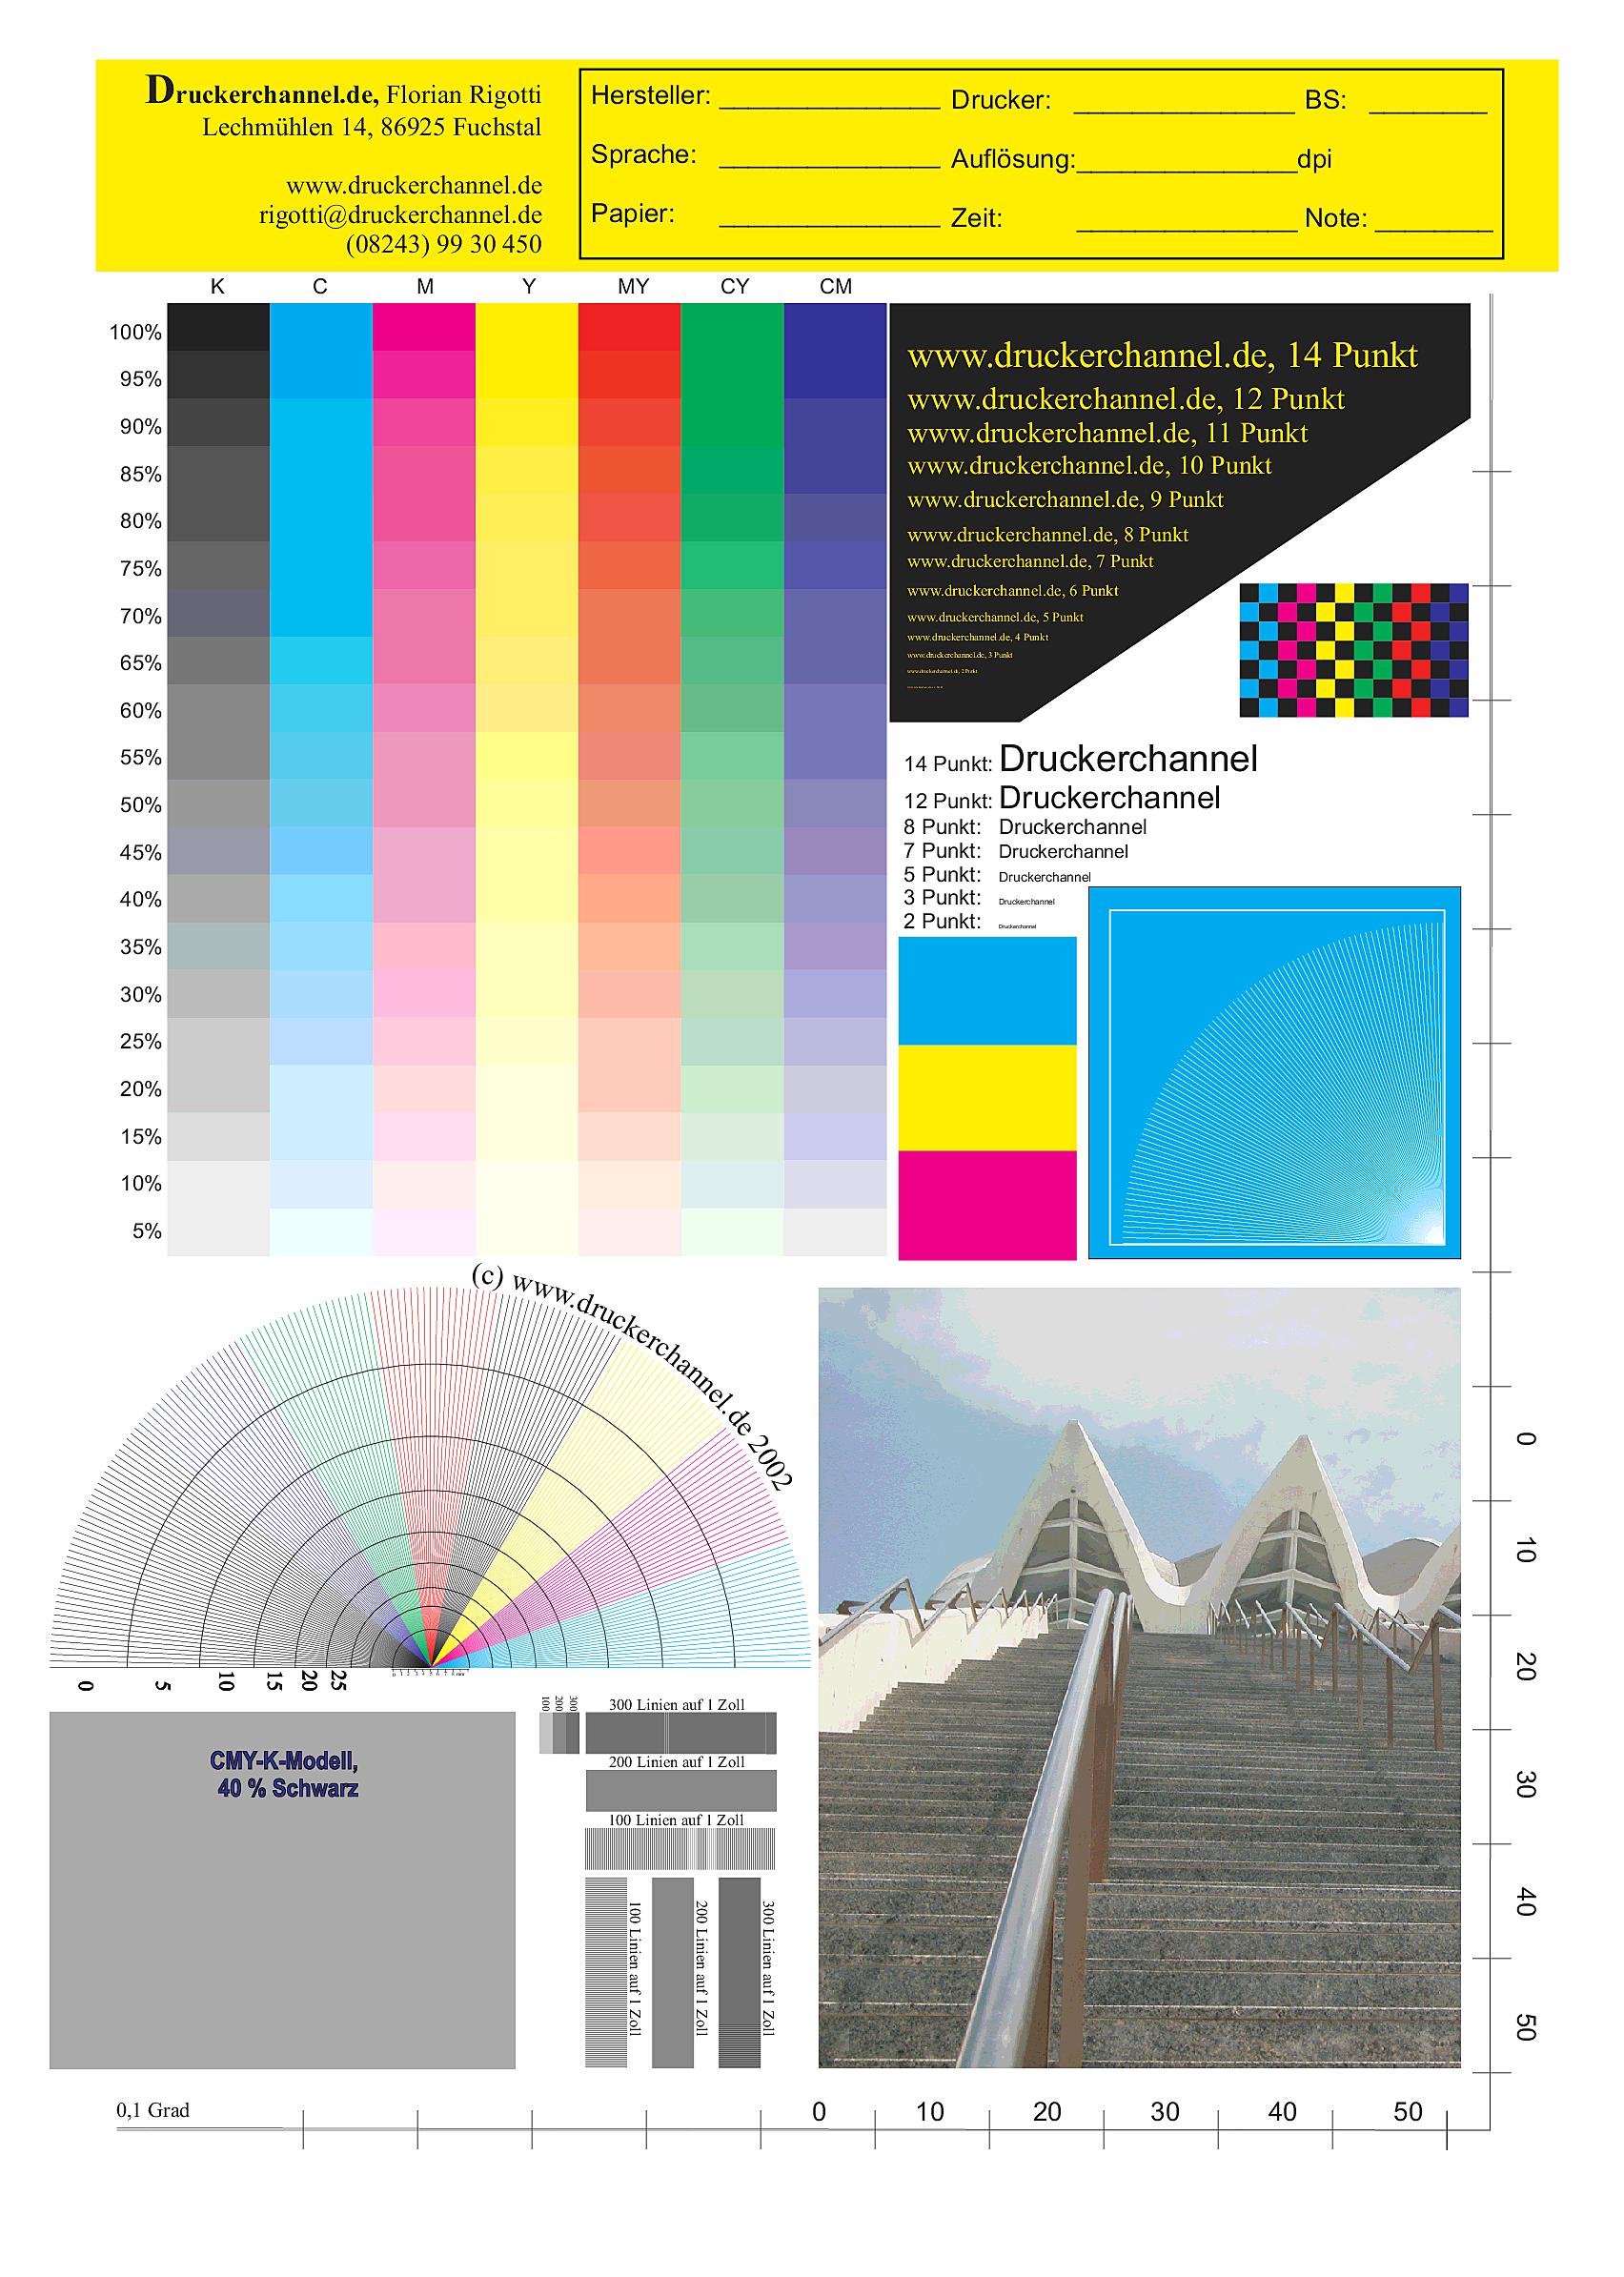 Druckerchannel.de, Florian Rigotti
Lechmühlen 14, 86925 Fuchstal
www.druckerchannel.de
rigotti@druckerchannel.de
(08243) 99 30 450
Hersteller: Drucker: BS:
Sprache: Auflösung: dpi
Papier: Zeit: Note:
K C M Y MY CY CM
100%
95%
90%
85%
80%
75%
70%
65%
60%
55%
50%
45%
40%
35%
30%
25%
20%
15%
10%
5%
www.druckerchannel.de, 14 Punkt
www.druckerchannel.de, 12 Punkt
www.druckerchannel.de, 11 Punkt
www.druckerchannel.de, 10 Punkt
www.druckerchannel.de, 9 Punkt
www.druckerchannel.de, 8 Punkt
www.druckerchannel.de, 7 Punkt
www.druckerchannel.de, 6 Punkt
www.druckerchannel.de, 5 Punkt
www.druckerchannel.de, 4 Punkt
www.druckerchannel.de, 3 Punkt
www.druckerchannel.de, 2 Punkt
14 Punkt: Druckerchannel
12 Punkt: Druckerchannel
8 Punkt: Druckerchannel
7 Punkt: Druckerchannel
5 Punkt: Druckerchannel
3 Punkt: Druckerchannel
2 Punkt: Druckerchannel
(c) www.druckerchannel.de 2002
0 5 10 15 20 25
CMY-K-Modell,
40 % Schwarz
100 200 300
300 Linien auf 1 Zoll
200 Linien auf 1 Zoll
100 Linien auf 1 Zoll
100 Linien auf 1 Zoll
200 Linien auf 1 Zoll
300 Linien auf 1 Zoll
0
10
20
30
40
50
0,1 Grad
0 10 20 30 40 50